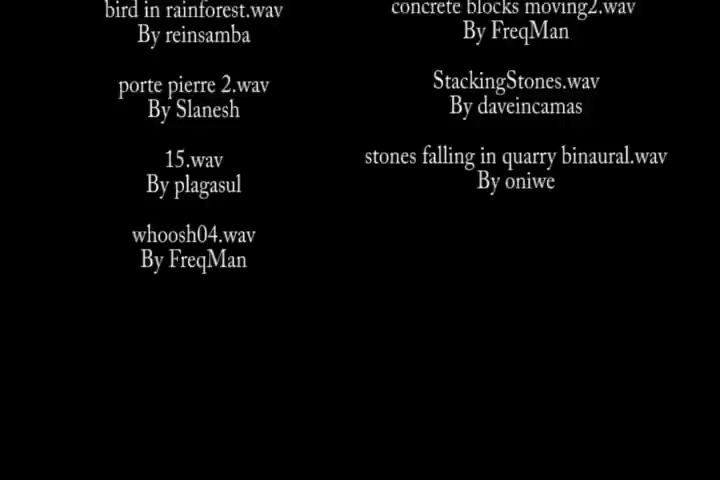 bird in rainforest.wav
By reinsamba
porte pierre 2.wav
By Slanesh
15.wav
By plagasul
whoosh04.wav
By FreqMan
concrete blocks moving2.wav
By FreqMan
StackingStones.wav
By daveincamas
stones falling in quarry binaural.wav
By oniwe